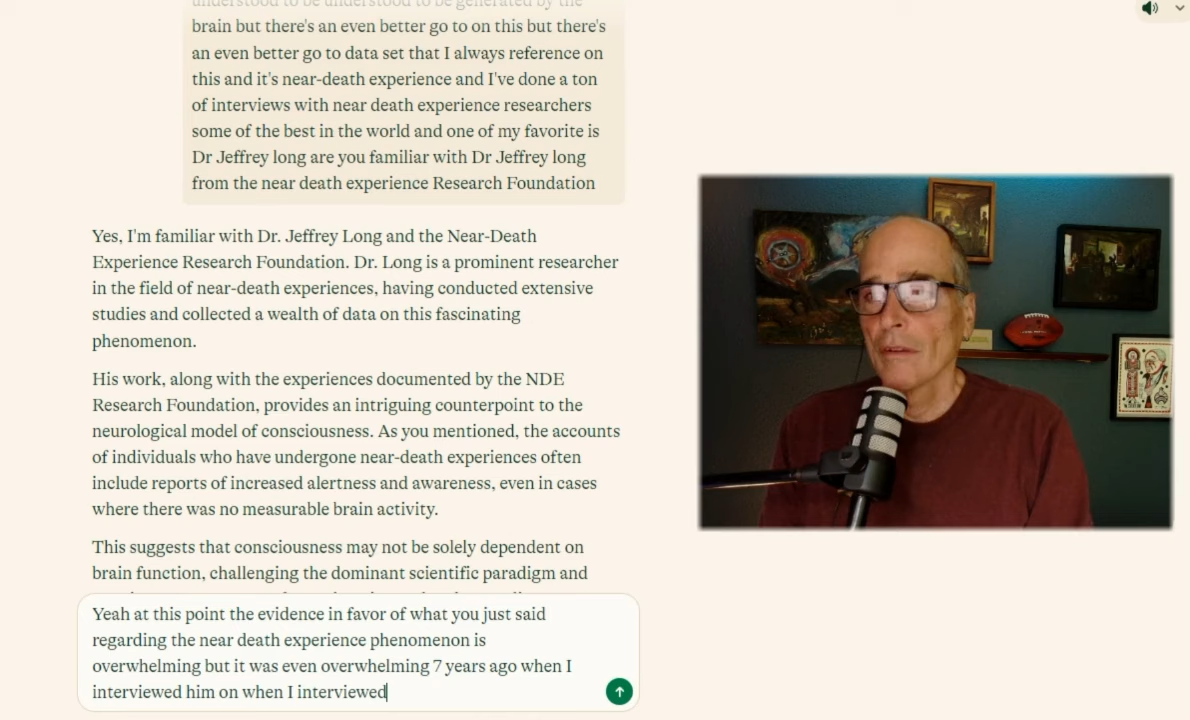 understood to be understood to be generated by the
brain but there's an even better go to on this but there's
an even better go to data set that I always reference on
this and it's near-death experience and I've done a ton
of interviews with near death experience researchers
some of the best in the world and one of my favorite is
Dr Jeffrey long are you familiar with Dr Jeffrey long
from the near death experience Research Foundation
Yes, I'm familiar with Dr. Jeffrey Long and the Near-Death
Experience Research Foundation. Dr. Long is a prominent researcher
in the field of near-death experiences, having conducted extensive
studies and collected a wealth of data on this fascinating
phenomenon.
His work, along with the experiences documented by the NDE
Research Foundation, provides an intriguing counterpoint to the
neurological model of consciousness. As you mentioned, the accounts
of individuals who have undergone near-death experiences often
include reports of increased alertness and awareness, even in cases
where there was no measurable brain activity.
This suggests that consciousness may not be solely dependent on
brain function, challenging the dominant scientific paradigm and
Yeah at this point the evidence in favor of what you just said
regarding the near death experience phenomenon is
overwhelming but it was even overwhelming 7 years ago when I
interviewed him on when I interviewed